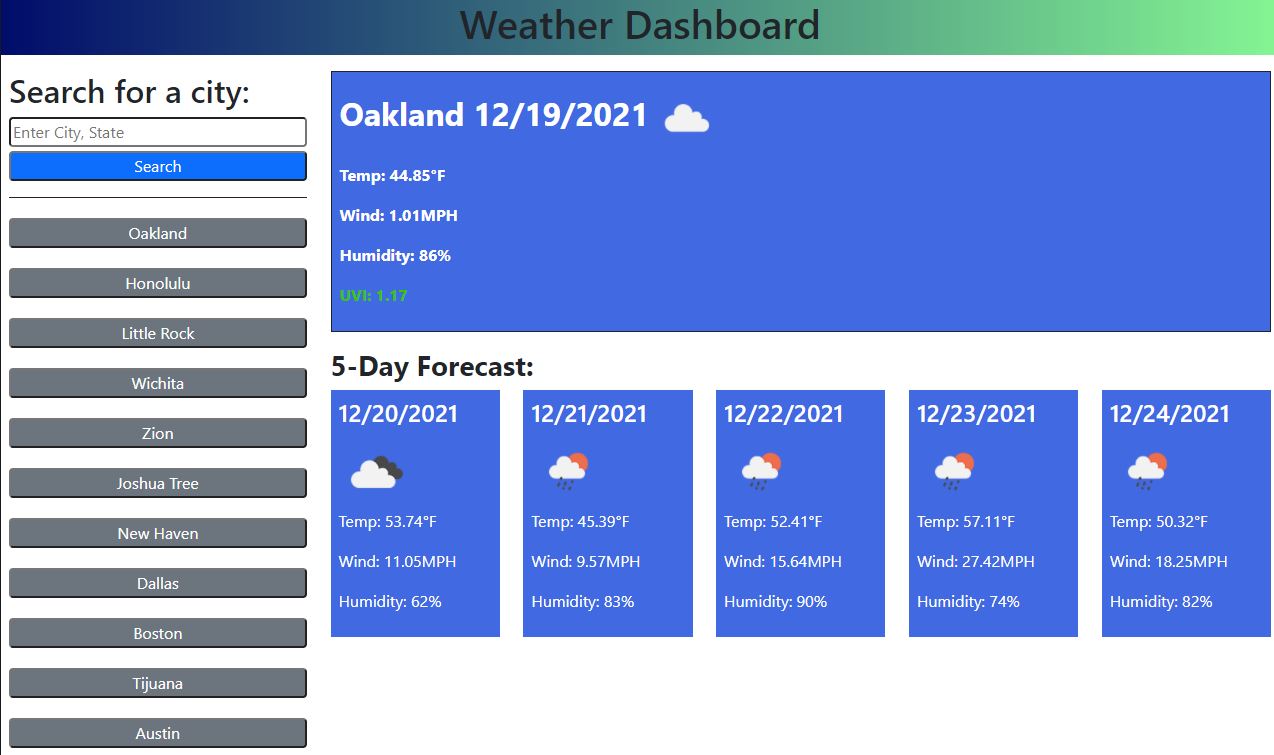 Weather Dashboard
Search for a city:
Enter City, State
Search
Oakland
Honolulu
Little Rock
Wichita
Zion
Joshua Tree
New Haven
Dallas
Boston
Tijuana
Austin
Oakland 12/19/2021
Temp: 44.85°F
Wind: 1.01MPH
Humidity: 86%
UVI: 1.17
5-Day Forecast:
12/20/2021
Temp: 53.74°F
Wind: 11.05MPH
Humidity: 62%
12/21/2021
Temp: 45.39°F
Wind: 9.57MPH
Humidity: 83%
12/22/2021
Temp: 52.41°F
Wind: 15.64MPH
Humidity: 90%
12/23/2021
Temp: 57.11°F
Wind: 27.42MPH
Humidity: 74%
12/24/2021
Temp: 50.32°F
Wind: 18.25MPH
Humidity: 82%